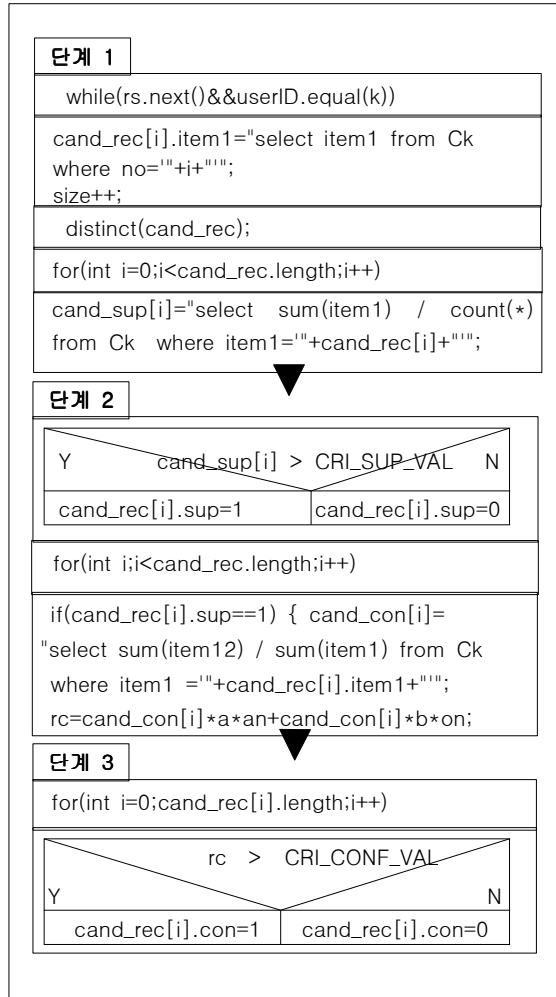 단계 1
while(rs.next()&&userID.equal(k))
cand_rec[i].item1="select item1 from Ck
where no='"+i+"'";
size++;
distinct(cand_rec);
for(int i=0;i<cand_rec.length;i++)
cand_sup[i]="select sum(item1) / count(*)
from Ck where item1='"+cand_rec[i]+"'";
단계 2
Y cand_sup[i] > CRI_SUP_VAL N
cand_rec[i].sup=1 cand_rec[i].sup=0
for(int i;i<cand_rec.length;i++)
if(cand_rec[i].sup==1) { cand_con[i]=
"select sum(item12) / sum(item1) from Ck
where item1 ='"+cand_rec[i].item1+"'";
rc=cand_con[i]*a*an+cand_con[i]*b*on;
단계 3
for(int i=0;cand_rec[i].length;i++)
rc > CRI_CONF_VAL
Y N
cand_rec[i].con=1 cand_rec[i].con=0